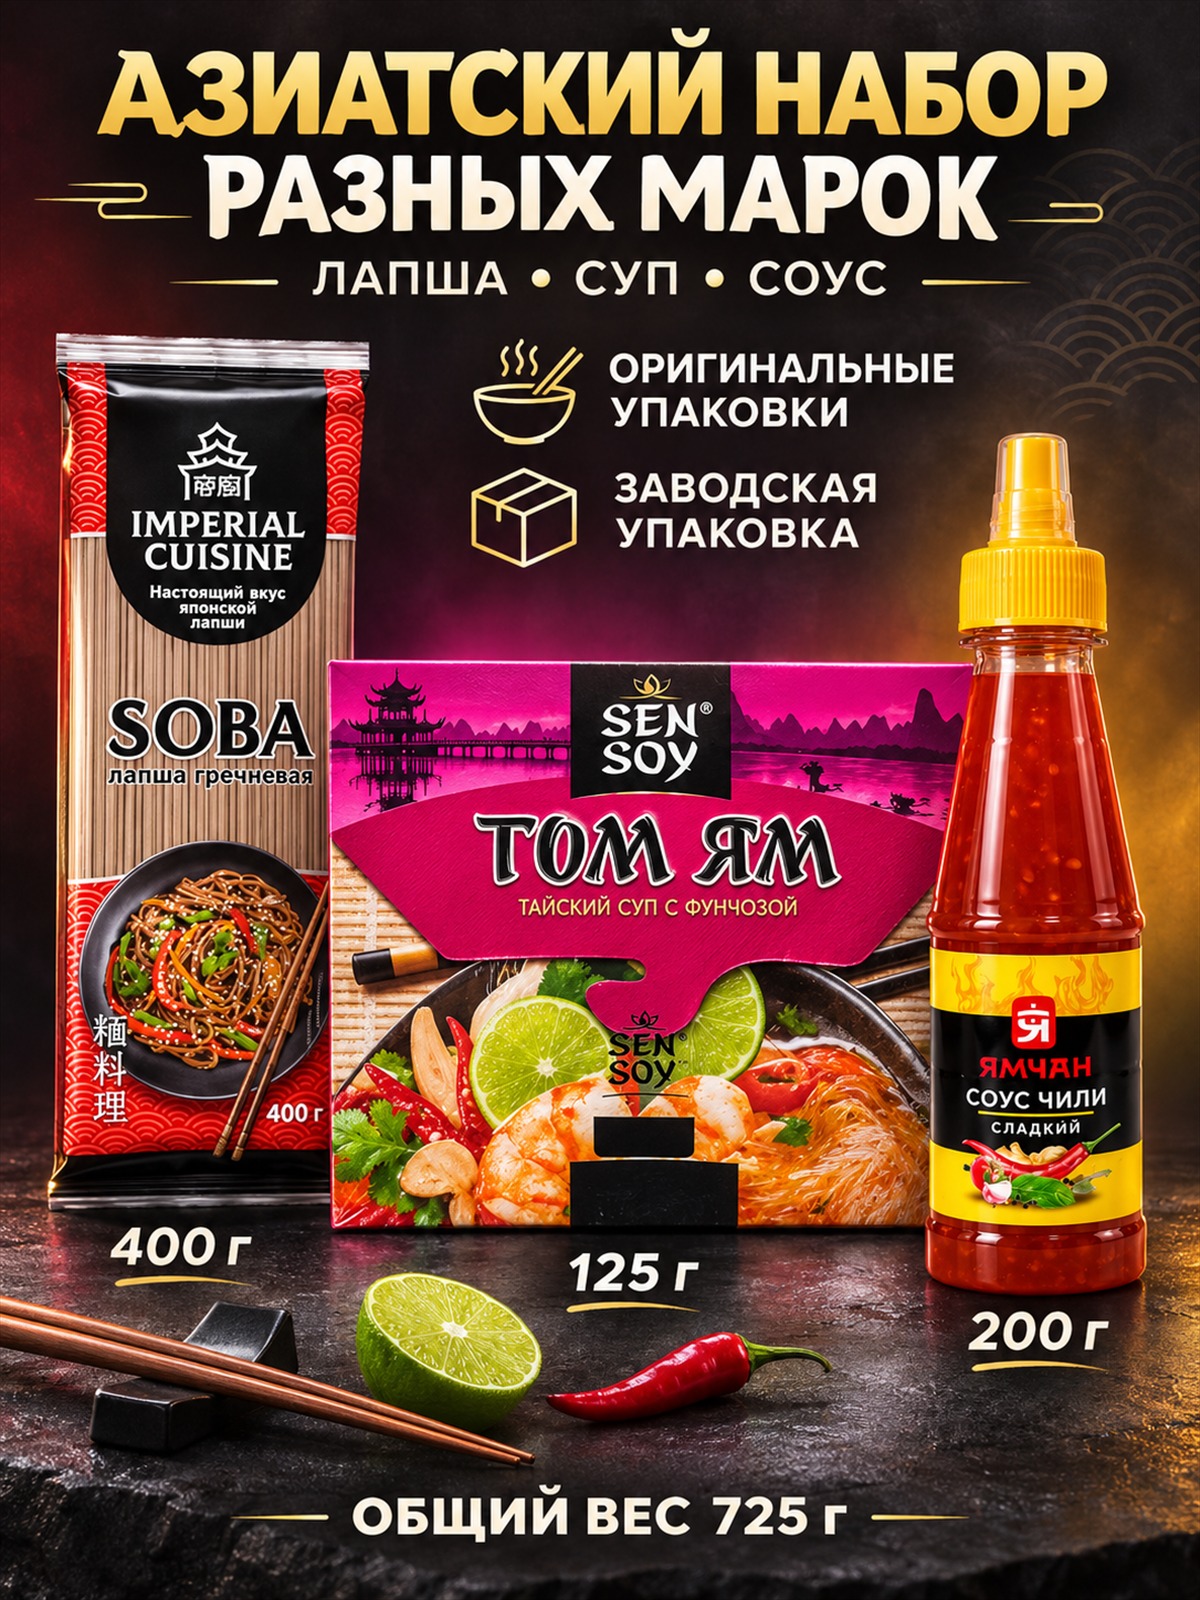 АЗИАТСКИЙ НАБОР
РАЗНЫХ МАРОК
ЛАПША • СУП • СОУС
ОРИГИНАЛЬНЫЕ
УПАКОВКИ
ЗАВОДСКАЯ
УПАКОВКА
IMPERIAL
CUISINE
Настоящий вкус
японской
лапши
SOBA
лапша гречневая
料
理
400 г
SEN®
SOY
ТОМ ЯМ
ТАЙСКИЙ СУП С ФУНЧОЗОЙ
SEN®
SOY
Я
ЯМЧАН
СОУС ЧИЛИ
СЛАДКИЙ
400 г
125 г
200 г
ОБЩИЙ ВЕС 725 г